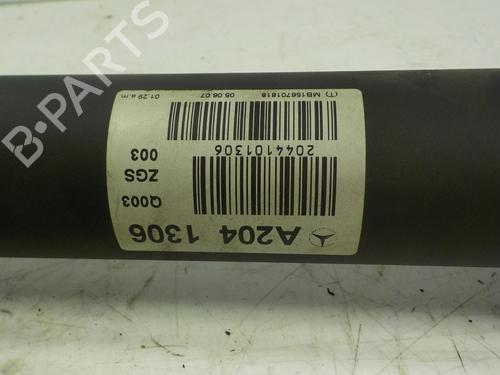 A204 1306
Q003
ZGS
003
2044101306
(T) MB156701818
05.06.07
01:29 a.m
B-PARTS